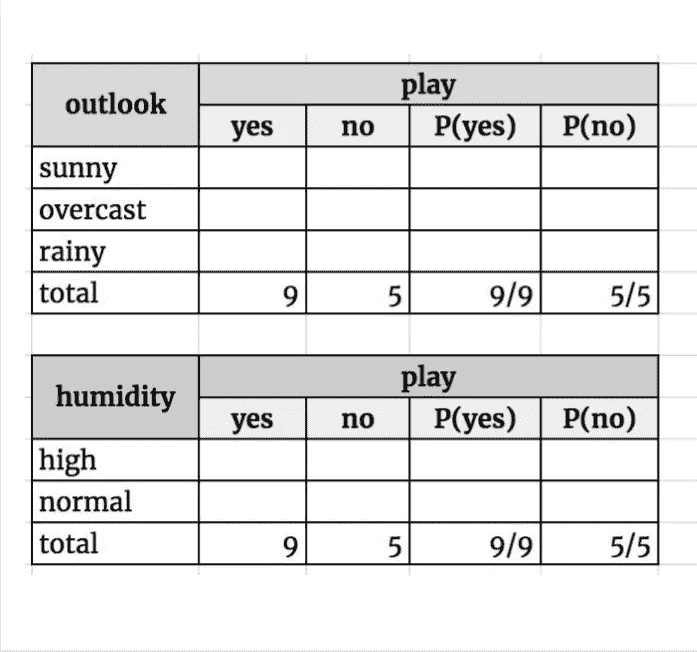 outlook play
yes no P(yes) P(no)
sunny
overcast
rainy
total 9 5 9/9 5/5
humidity play
yes no P(yes) P(no)
high
normal
total 9 5 9/9 5/5